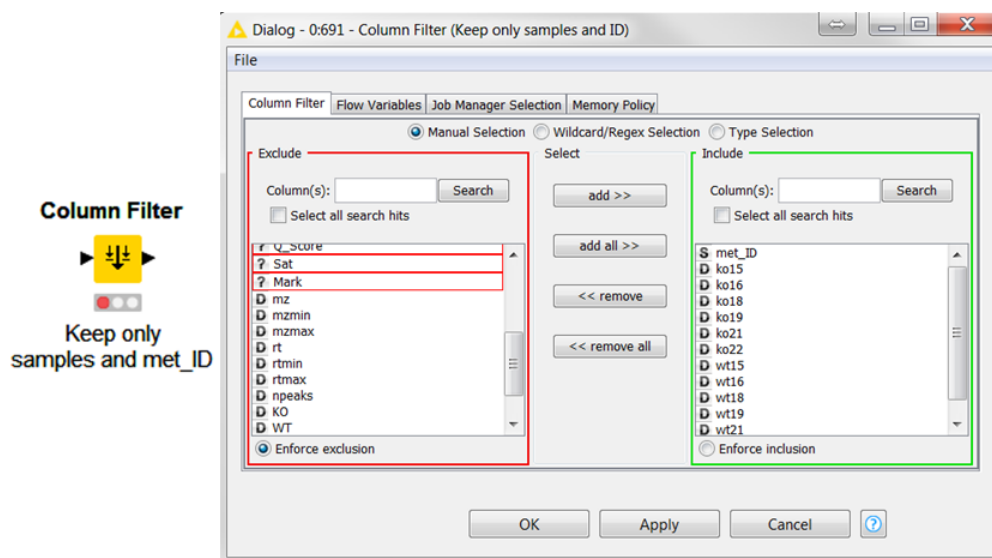 Column Filter
Keep only
samples and met_ID
Dialog - 0:691 - Column Filter (Keep only samples and ID)
File
Column Filter Flow Variables Job Manager Selection Memory Policy
Manual Selection Wildcard/Regex Selection Type Selection
Exclude
Column(s): Search
Select all search hits
? Q_Score
? Sat
? Mark
D mz
D mzmin
D mzmax
D rt
D rtmin
D rtmax
D npeaks
D KO
D WT
Enforce exclusion
Select
add >>
add all >>
<< remove
<< remove all
Include
Column(s): Search
Select all search hits
S met_ID
D ko15
D ko16
D ko18
D ko19
D ko21
D ko22
D wt15
D wt16
D wt18
D wt19
D wt21
Enforce inclusion
OK Apply Cancel ?